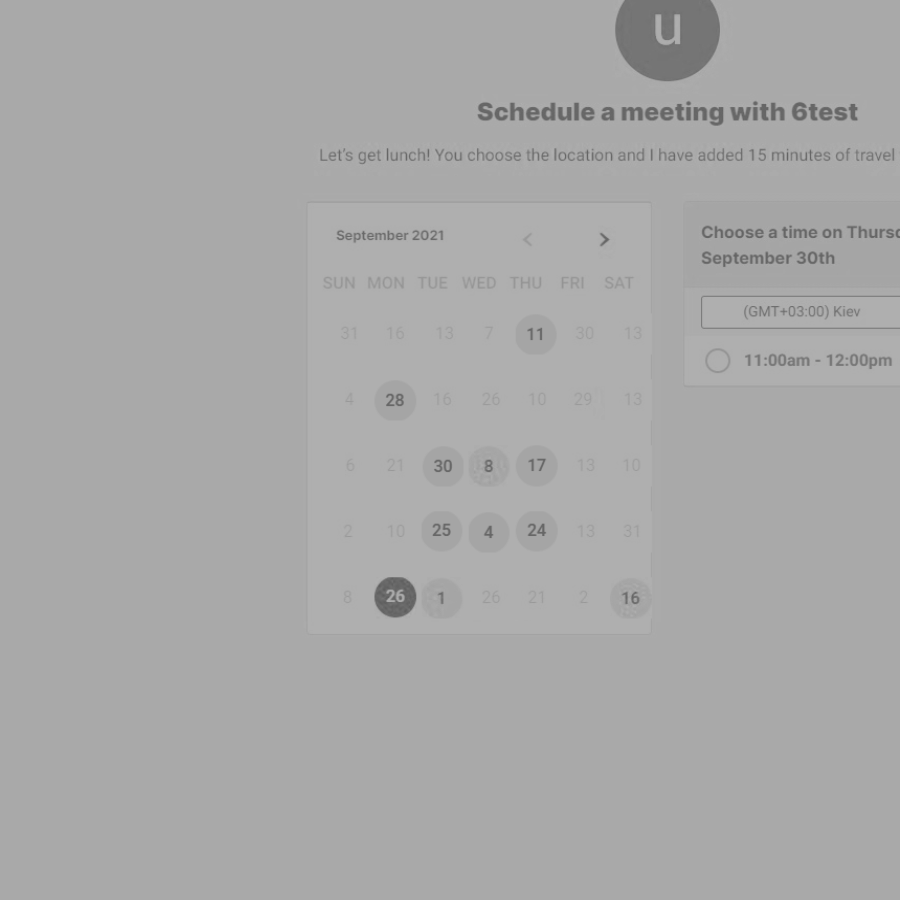 u
Schedule a meeting with 6test
Let's get lunch! You choose the location and I have added 15 minutes of travel
September 2021
SUN MON TUE WED THU FRI SAT
31 16 13 7 11 30 13
4 28 16 26 10 29 13
6 21 30 8 17 13 10
2 10 25 4 24 13 31
8 26 1 26 21 2 16
Choose a time on Thurs
September 30th
(GMT+03:00) Kiev
11:00am - 12:00pm